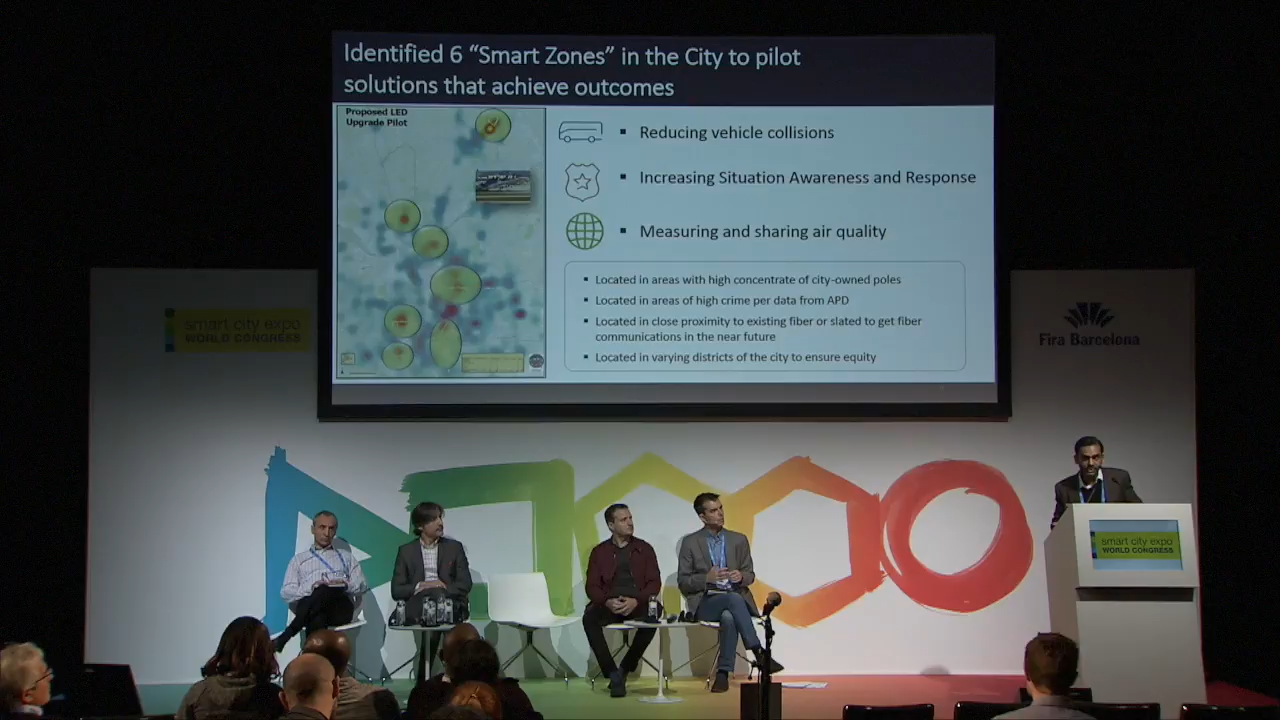 Identified 6 “Smart Zones” in the City to pilot
solutions that achieve outcomes
Proposed LED
Upgrade Pilot
▪ Reducing vehicle collisions
▪ Increasing Situation Awareness and Response
▪ Measuring and sharing air quality
▪ Located in areas with high concentrate of city-owned poles
▪ Located in areas of high crime per data from APD
▪ Located in close proximity to existing fiber or slated to get fiber
communications in the near future
▪ Located in varying districts of the city to ensure equity
smart city expo
WORLD CONGRESS
Fira Barcelona
smart city expo
WORLD CONGRESS